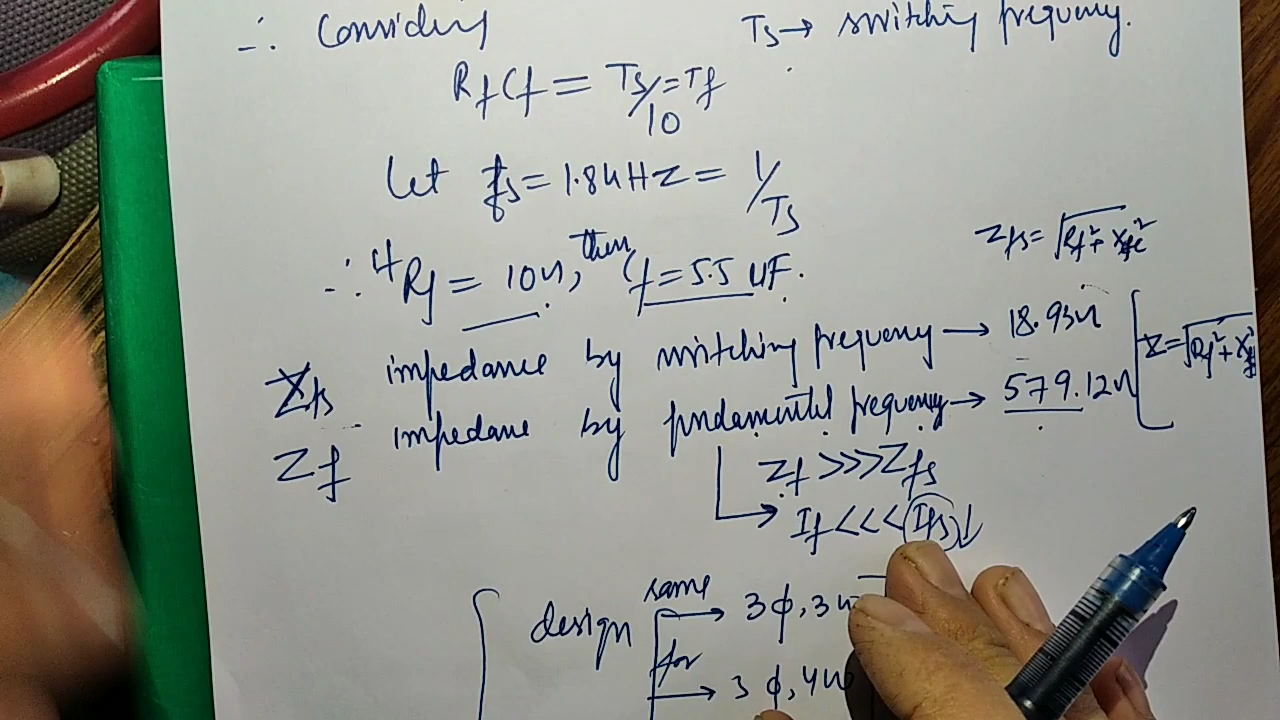 ∴ Considering Ts → switching frequency.
RfCf = Ts/10 = Tf
Let fs = 1.8kHz = 1/Ts
Zfs = √Rf² + Xfc²
∴ If Rf = 10Ω, then Cf = 5.5 uF.
Zfs impedance by switching frequency → 18.93Ω
Z = √Rf² + Xf²
Zf impedance by fundamental frequency → 579.12Ω
Zf >>> Zfs
→ If <<< Ifs ↓
design same → 3ϕ, 3w
for
→ 3ϕ, 4w